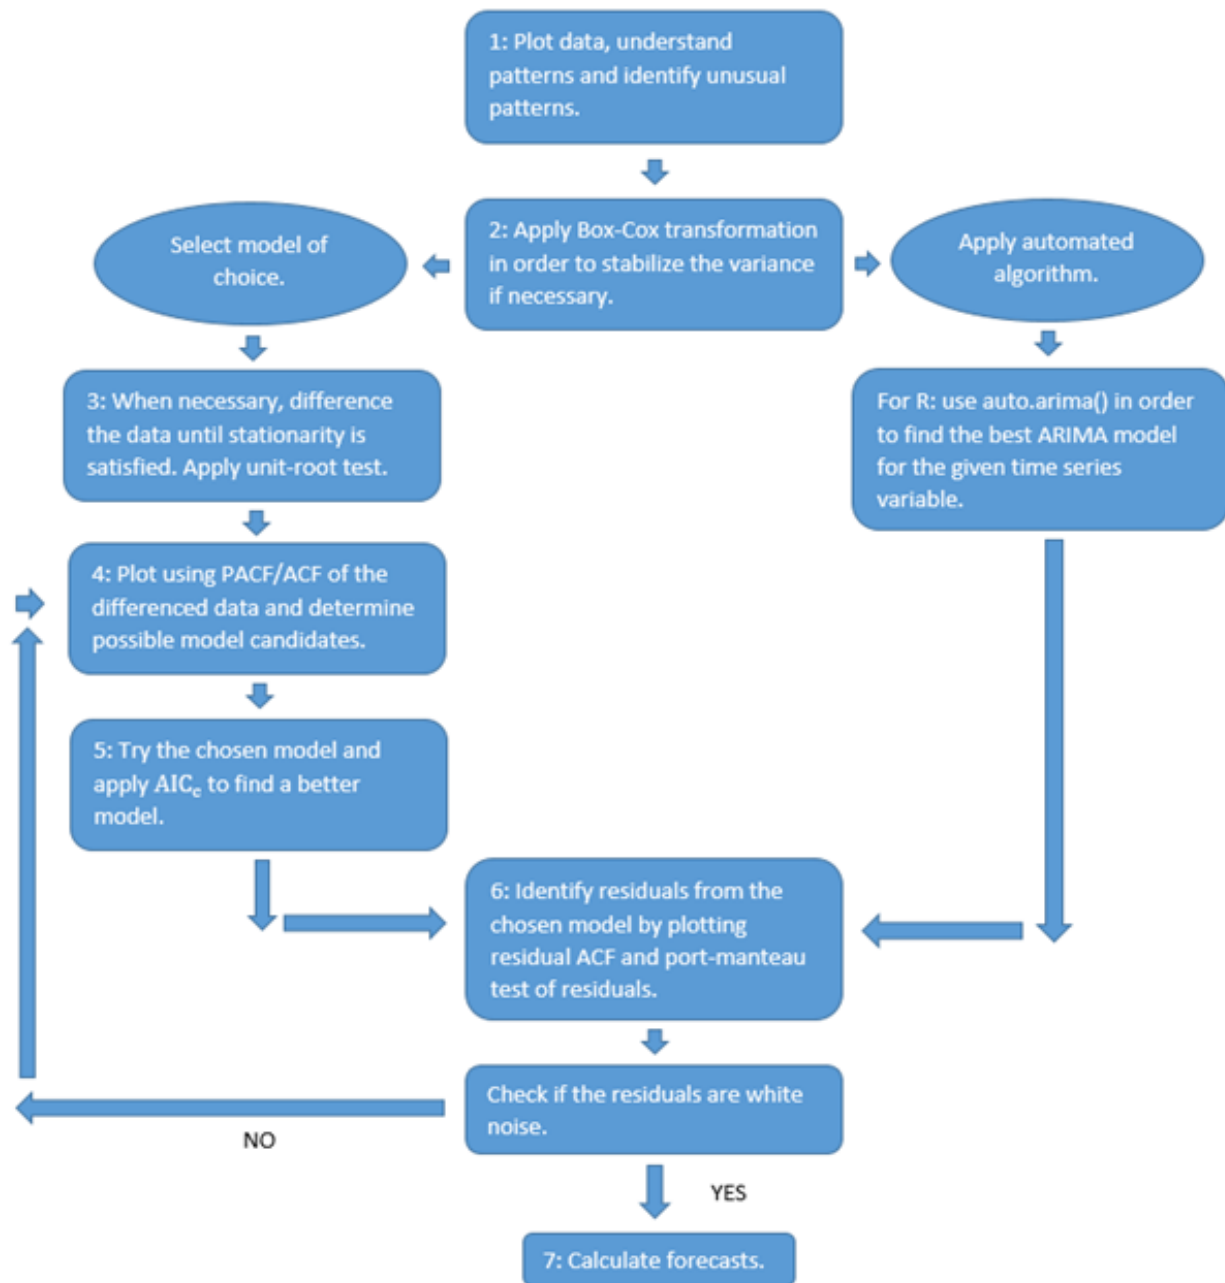 1: Plot data, understand
patterns and identify unusual
patterns.
Select model of
choice.
2: Apply Box-Cox transformation
in order to stabilize the variance
if necessary.
Apply automated
algorithm.
3: When necessary, difference
the data until stationarity is
satisfied. Apply unit-root test.
For R: use auto.arima() in order
to find the best ARIMA model
for the given time series
variable.
4: Plot using PACF/ACF of the
differenced data and determine
possible model candidates.
5: Try the chosen model and
apply AICc to find a better
model.
6: Identify residuals from the
chosen model by plotting
residual ACF and port-manteau
test of residuals.
Check if the residuals are white
noise.
NO
YES
7: Calculate forecasts.